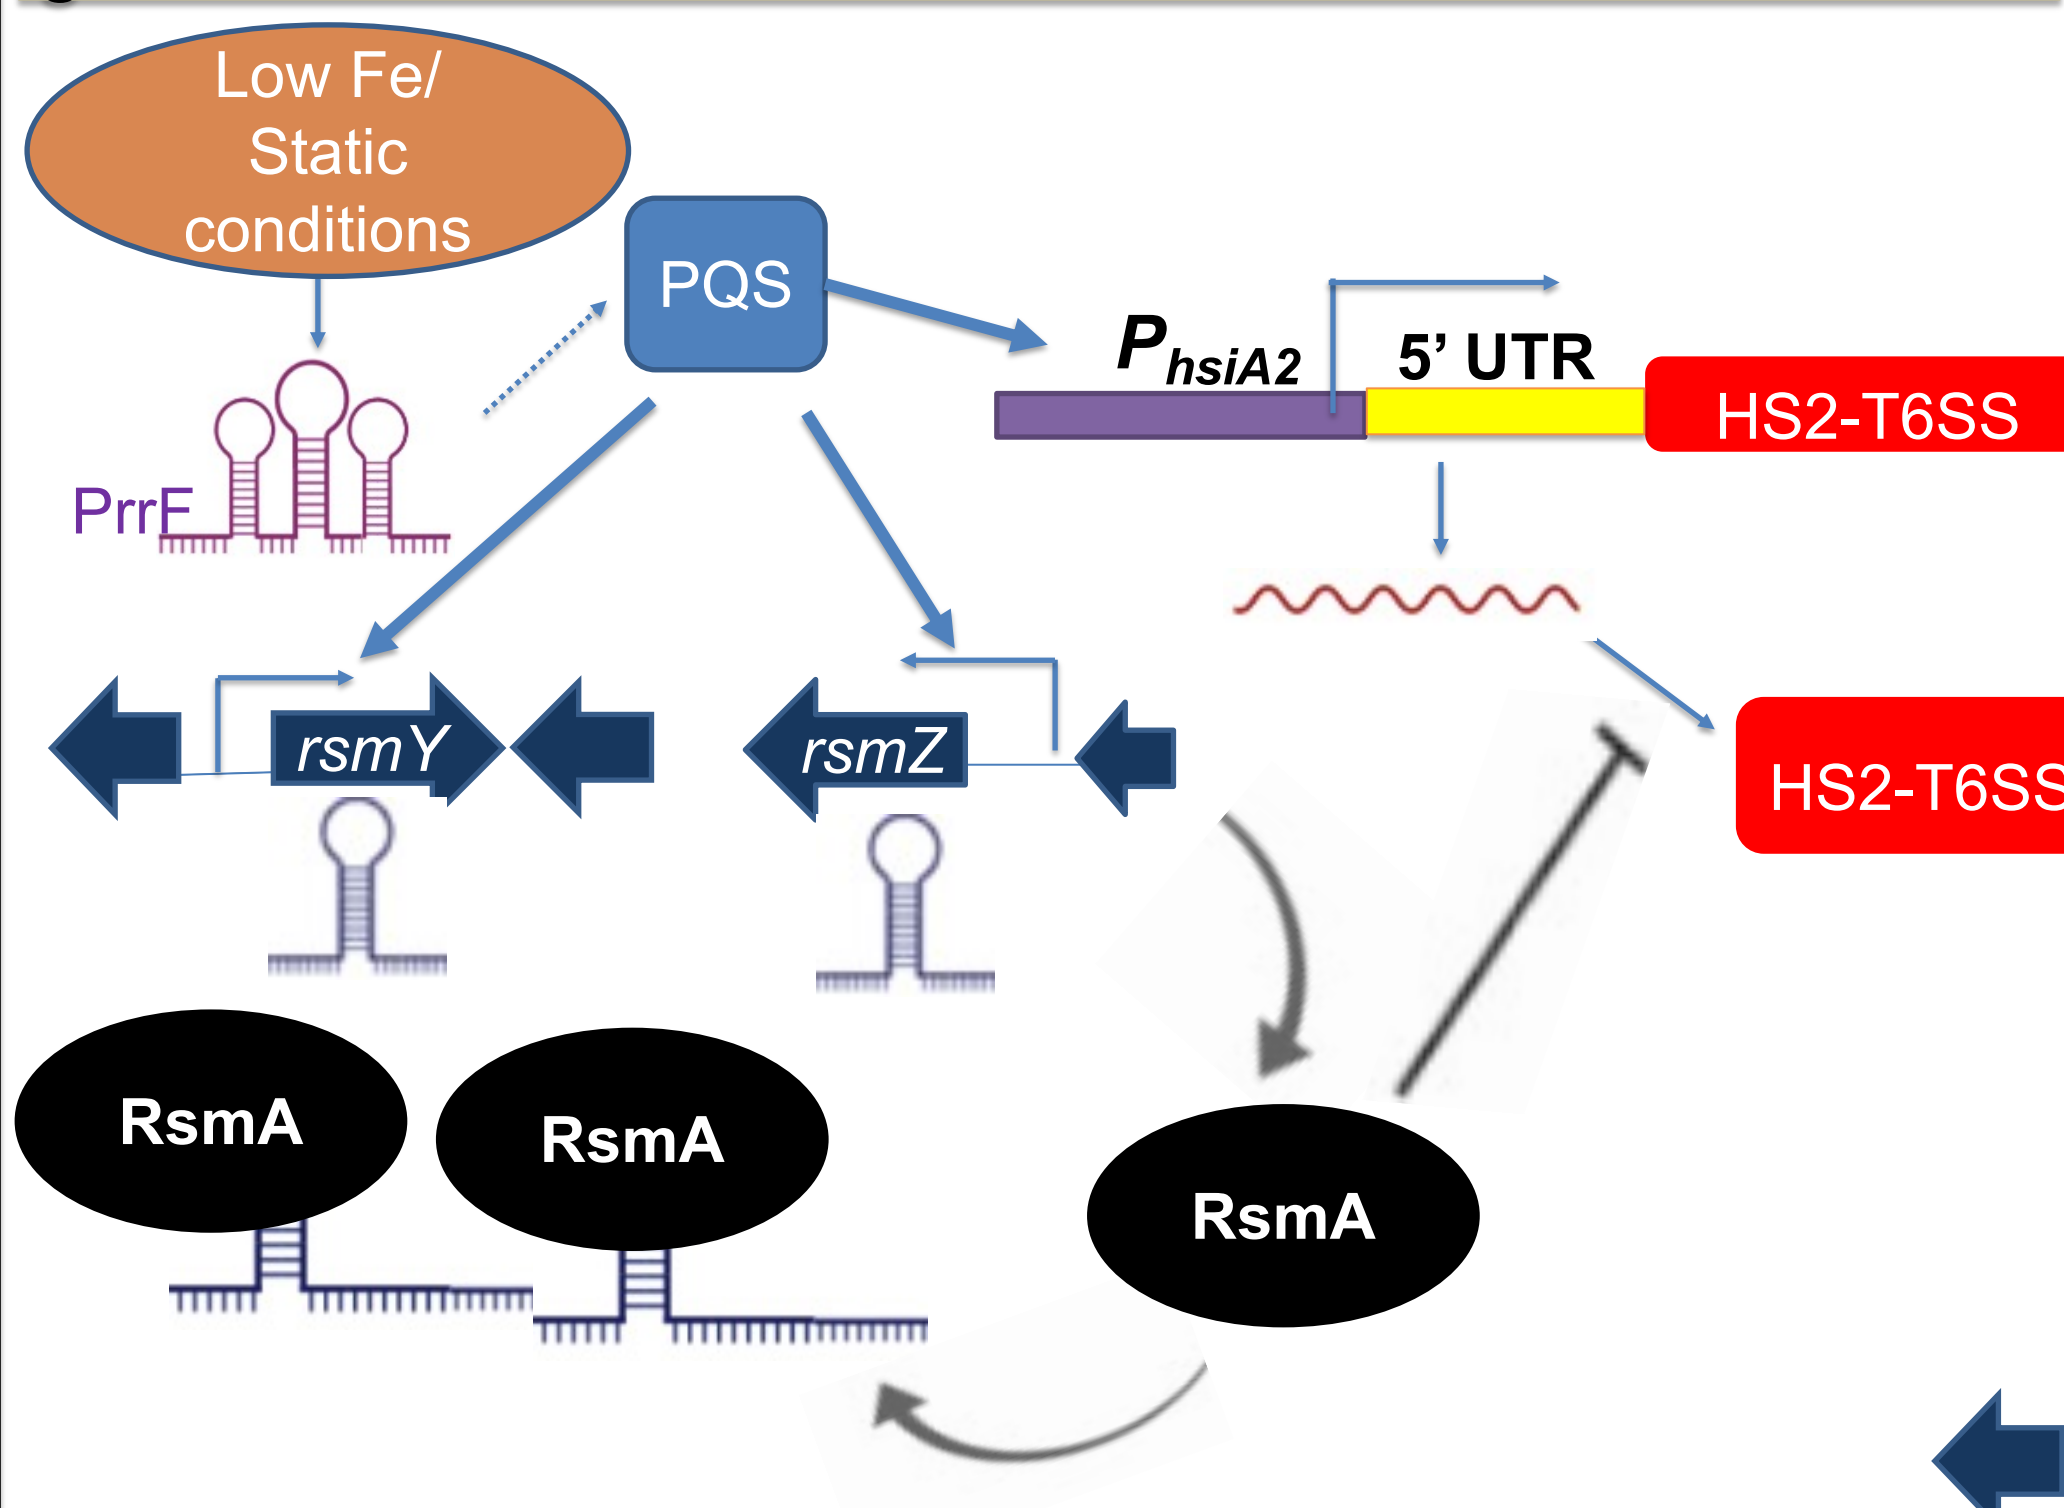 Low Fe/
Static
conditions
PQS
PhsiA2
5’ UTR
HS2-T6SS
PrrF
rsmY
rsmZ
HS2-T6SS
RsmA
RsmA
RsmA